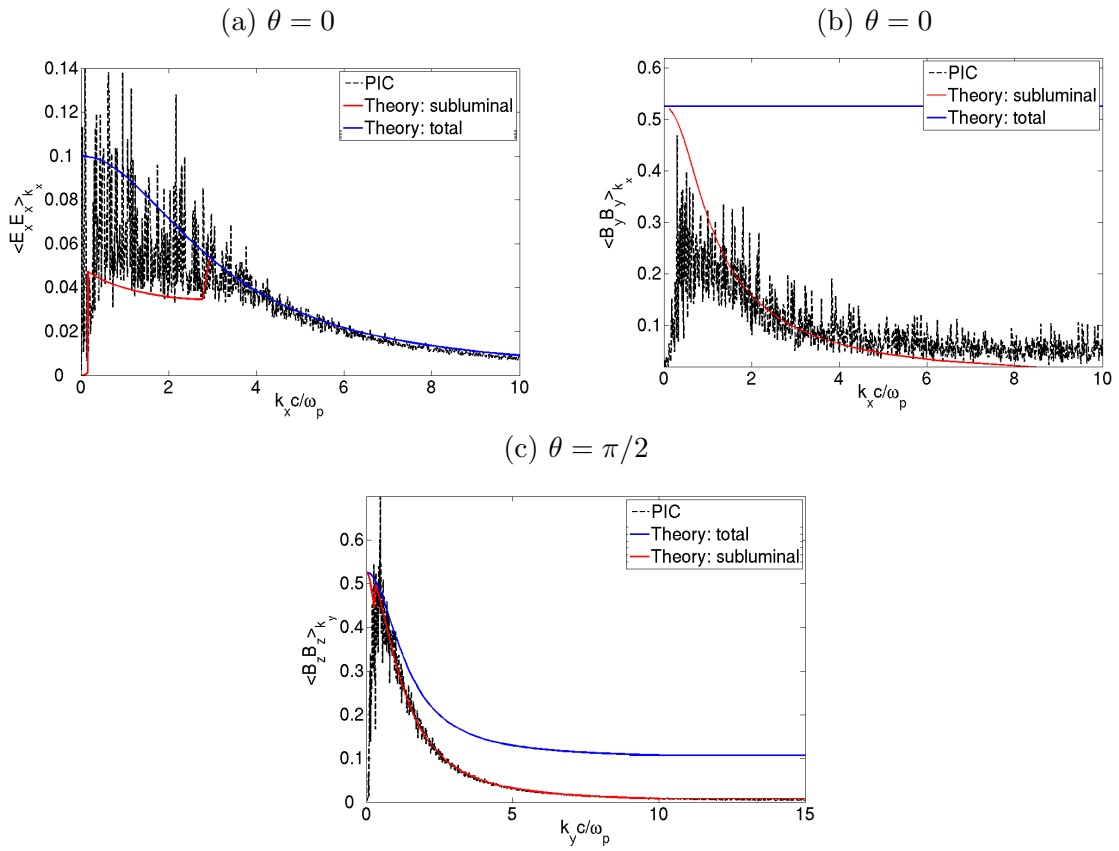 (a) θ = 0
<E_x E_x>_{k_x}
0.14
0.12
0.1
0.08
0.06
0.04
0.02
0
PIC
Theory: subluminal
Theory: total
0 2 4 6 8 10
k_x c/ω_p
(b) θ = 0
<B_y B_y>_{k_x}
0.6
0.5
0.4
0.3
0.2
0.1
PIC
Theory: subluminal
Theory: total
0 2 4 6 8 10
k_x c/ω_p
(c) θ = π/2
<B_z B_z>_{k_y}
0.6
0.5
0.4
0.3
0.2
0.1
0
PIC
Theory: total
Theory: subluminal
0 5 10 15
k_y c/ω_p